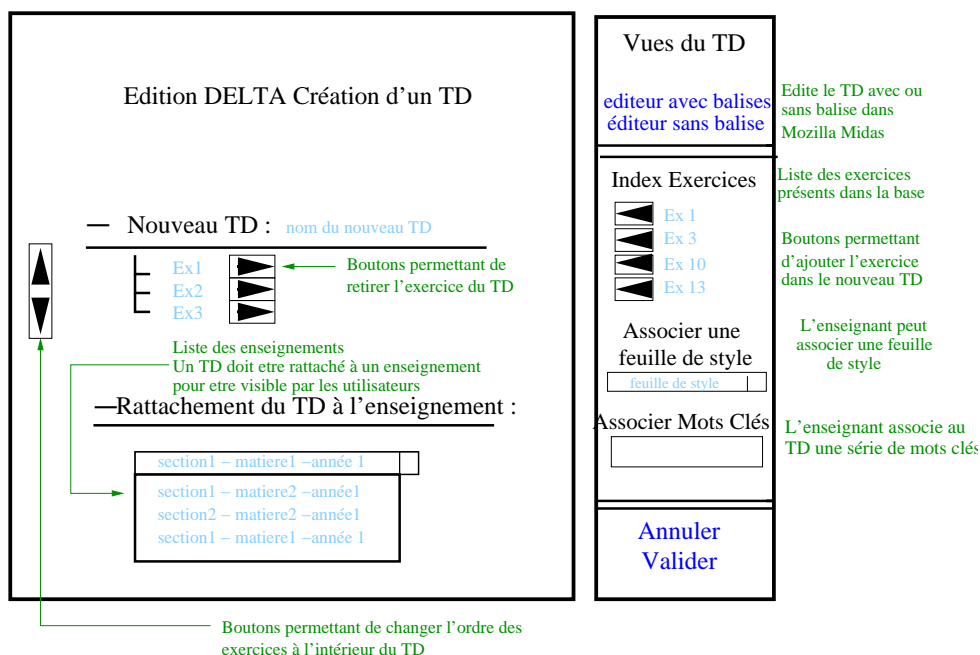 Edition DELTA Création d'un TD
— Nouveau TD : nom du nouveau TD
Ex1
Ex2
Ex3
Boutons permettant de
retirer l'exercice du TD
Liste des enseignements
Un TD doit etre rattaché à un enseignement
pour etre visible par les utilisateurs
—Rattachement du TD à l'enseignement :
section1 – matiere1 –année 1
section1 – matiere2 –année1
section2 – matiere2 –année1
section1 – matiere1 –année 1
Boutons permettant de changer l'ordre des
exercices à l'intérieur du TD
Vues du TD
editeur avec balises
éditeur sans balise
Edite le TD avec ou
sans balise dans
Mozilla Midas
Index Exercices
Liste des exercices
présents dans la base
Ex 1
Ex 3
Ex 10
Ex 13
Boutons permettant
d'ajouter l'exercice
dans le nouveau TD
Associer une
feuille de style
feuille de style
L'enseignant peut
associer une feuille
de style
Associer Mots Clés
L'enseignant associe au
TD une série de mots clés
Annuler
Valider